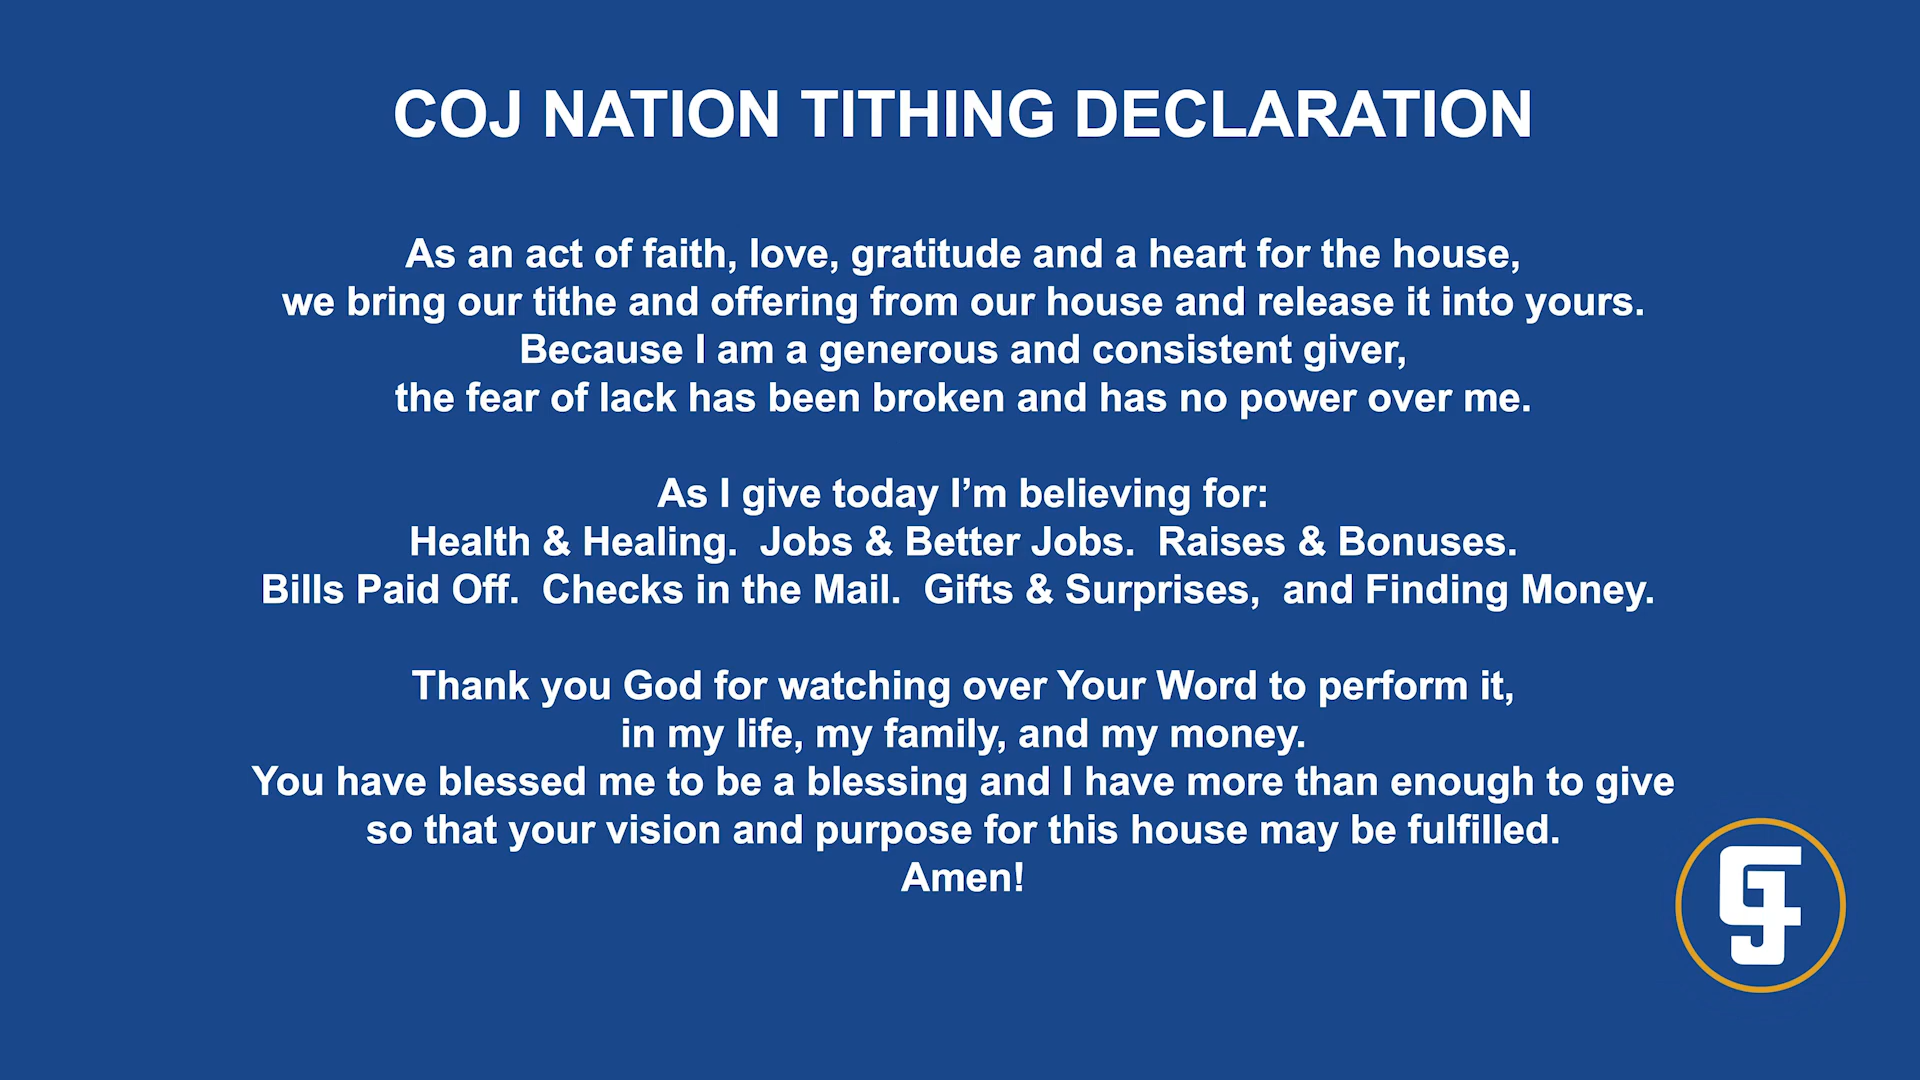 COJ NATION TITHING DECLARATION
As an act of faith, love, gratitude and a heart for the house,
we bring our tithe and offering from our house and release it into yours.
Because I am a generous and consistent giver,
the fear of lack has been broken and has no power over me.
As I give today I’m believing for:
Health & Healing.  Jobs & Better Jobs.  Raises & Bonuses.
Bills Paid Off.  Checks in the Mail.  Gifts & Surprises,  and Finding Money.
Thank you God for watching over Your Word to perform it,
in my life, my family, and my money.
You have blessed me to be a blessing and I have more than enough to give
so that your vision and purpose for this house may be fulfilled.
Amen!